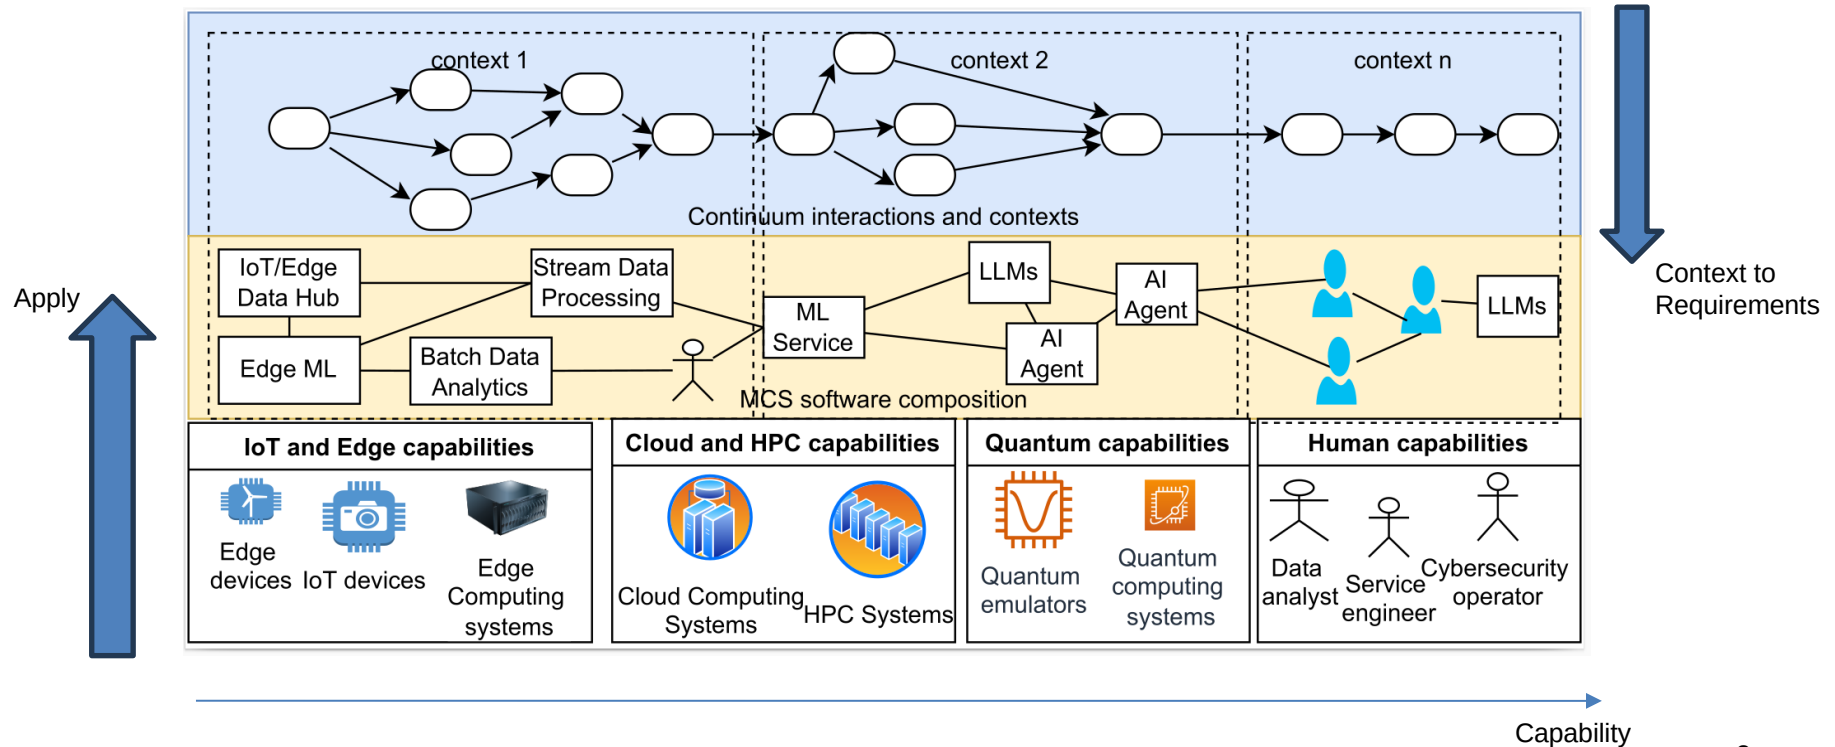 context 1
context 2
context n
Continuum interactions and contexts
Context to
Requirements
Apply
IoT/Edge
Data Hub
Stream Data
Processing
Edge ML
Batch Data
Analytics
ML
Service
LLMs
AI
Agent
AI
Agent
LLMs
MCS software composition
IoT and Edge capabilities
Edge
devices
IoT devices
Edge
Computing
systems
Cloud and HPC capabilities
Cloud Computing
Systems
HPC Systems
Quantum capabilities
Quantum
emulators
Quantum
computing
systems
Human capabilities
Data
analyst
Service
engineer
Cybersecurity
operator
Capability